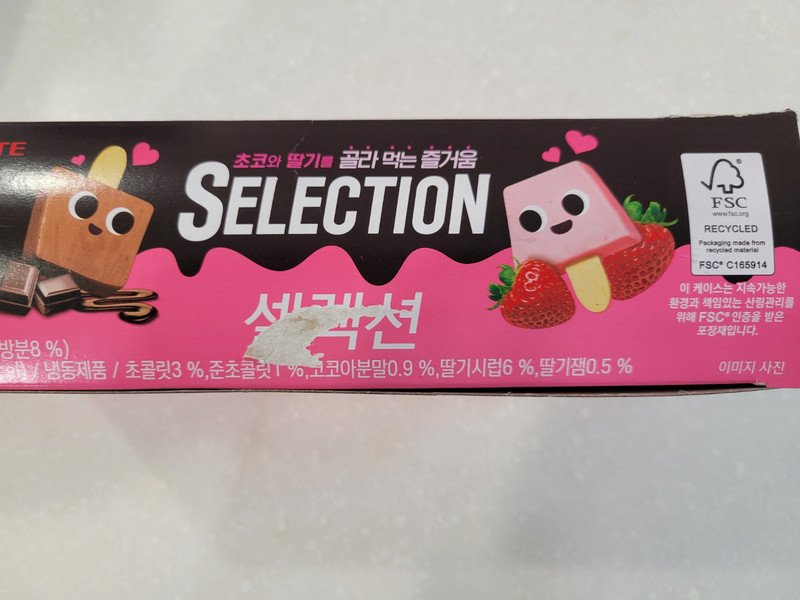 TTE
초코와 딸기를 골라 먹는 즐거움
SELECTION
셀렉션
방분8 %)
/ 냉동제품 / 초콜릿3 %,준초콜릿1 %,코코아분말0.9 %,딸기시럽6 %,딸기잼0.5 %
FSC
www.fsc.org
RECYCLED
Packaging made from
recycled material
FSC® C165914
이 케이스는 지속가능한
환경과 책임있는 산림관리를
위해 FSC® 인증을 받은
포장재입니다.
이미지 사진